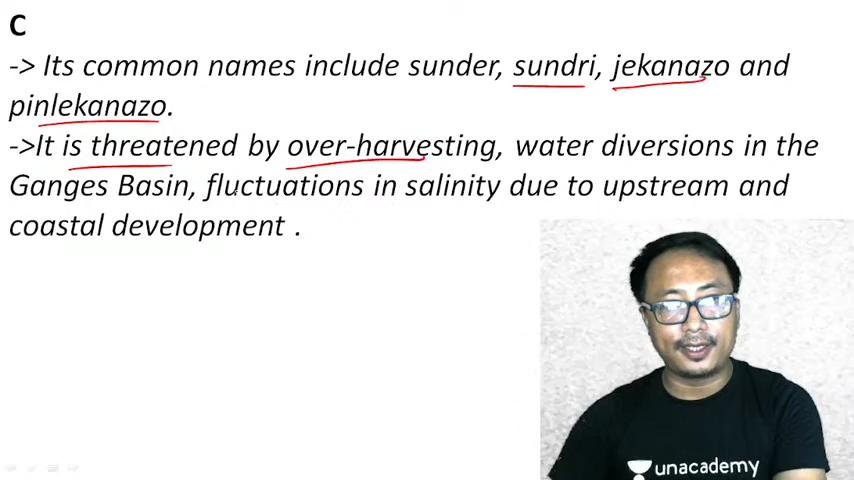 C
-> Its common names include sunder, sundri, jekanazo and
pinlekanazo.
->It is threatened by over-harvesting, water diversions in the
Ganges Basin, fluctuations in salinity due to upstream and
coastal development .
unacademy